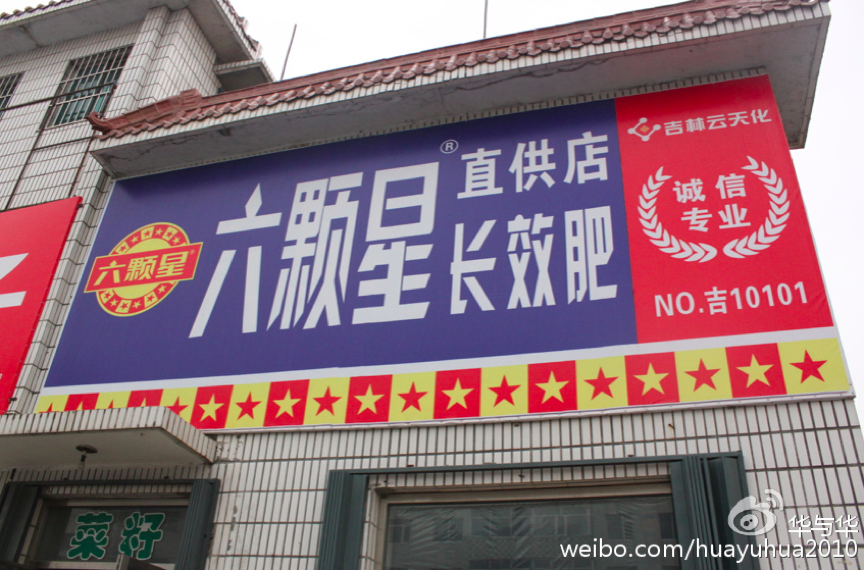 六颗星®
直供店
长效肥
六颗星®
吉林云天化
诚信
专业
NO.吉10101
菜籽
华与华
weibo.com/huayuhua2010